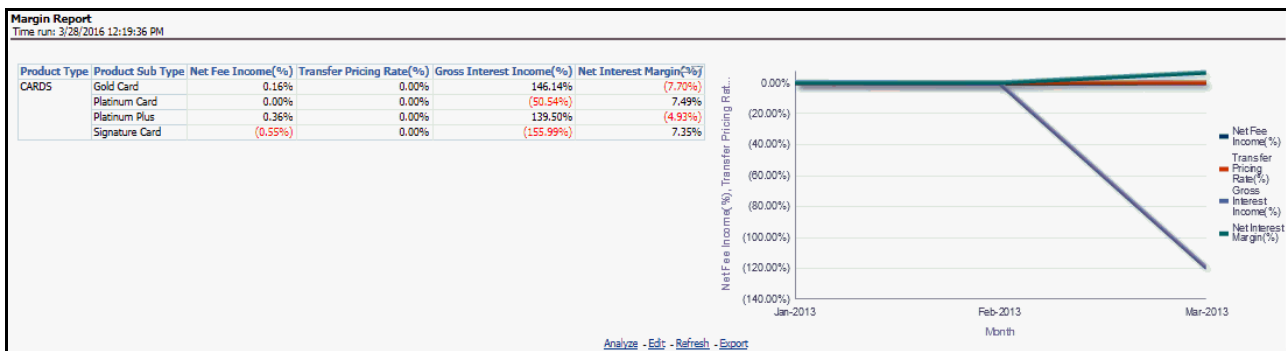 Margin Report
Time run: 3/28/2016 12:19:36 PM
Product Type Product Sub Type Net Fee Income(%) Transfer Pricing Rate(%) Gross Interest Income(%) Net Interest Margin(%)
CARDS Gold Card 0.16% 0.00% 146.14% (7.70%)
Platinum Card 0.00% 0.00% (50.54%) 7.49%
Platinum Plus 0.36% 0.00% 139.50% (4.93%)
Signature Card (0.55%) 0.00% (155.99%) 7.35%
Net Fee Income(%), Transfer Pricing Rat...
0.00%
(20.00%)
(40.00%)
(60.00%)
(80.00%)
(100.00%)
(120.00%)
(140.00%)
Jan-2013 Feb-2013 Mar-2013
Month
Net Fee
Income(%)
Transfer
Pricing
Rate(%)
Gross
Interest
Income(%)
Net Interest
Margin(%)
Analyze - Edit - Refresh - Export